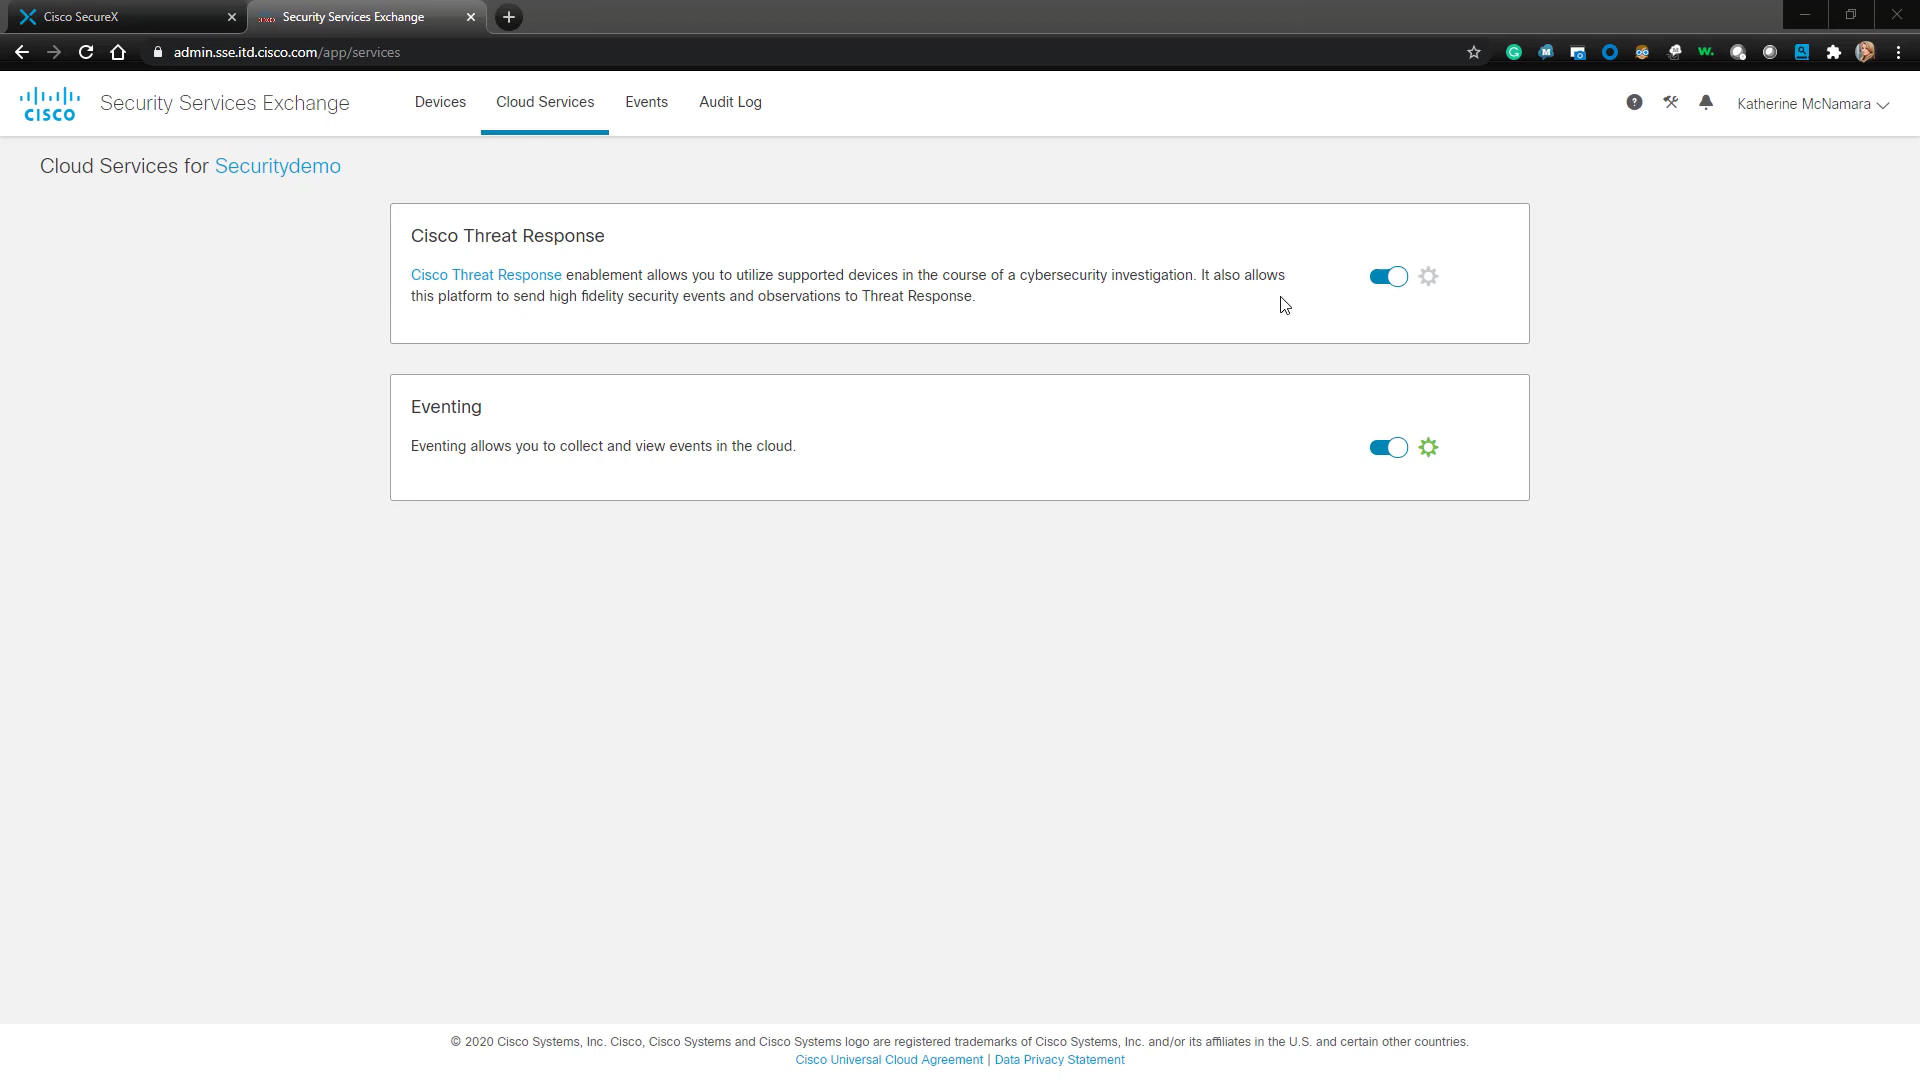 Cisco SecureX
Security Services Exchange
admin.sse.itd.cisco.com/app/services
CISCO
Security Services Exchange
Devices
Cloud Services
Events
Audit Log
Katherine McNamara
Cloud Services for Securitydemo
Cisco Threat Response
Cisco Threat Response enablement allows you to utilize supported devices in the course of a cybersecurity investigation. It also allows
this platform to send high fidelity security events and observations to Threat Response.
Eventing
Eventing allows you to collect and view events in the cloud.
© 2020 Cisco Systems, Inc. Cisco, Cisco Systems and Cisco Systems logo are registered trademarks of Cisco Systems, Inc. and/or its affiliates in the U.S. and certain other countries.
Cisco Universal Cloud Agreement | Data Privacy Statement